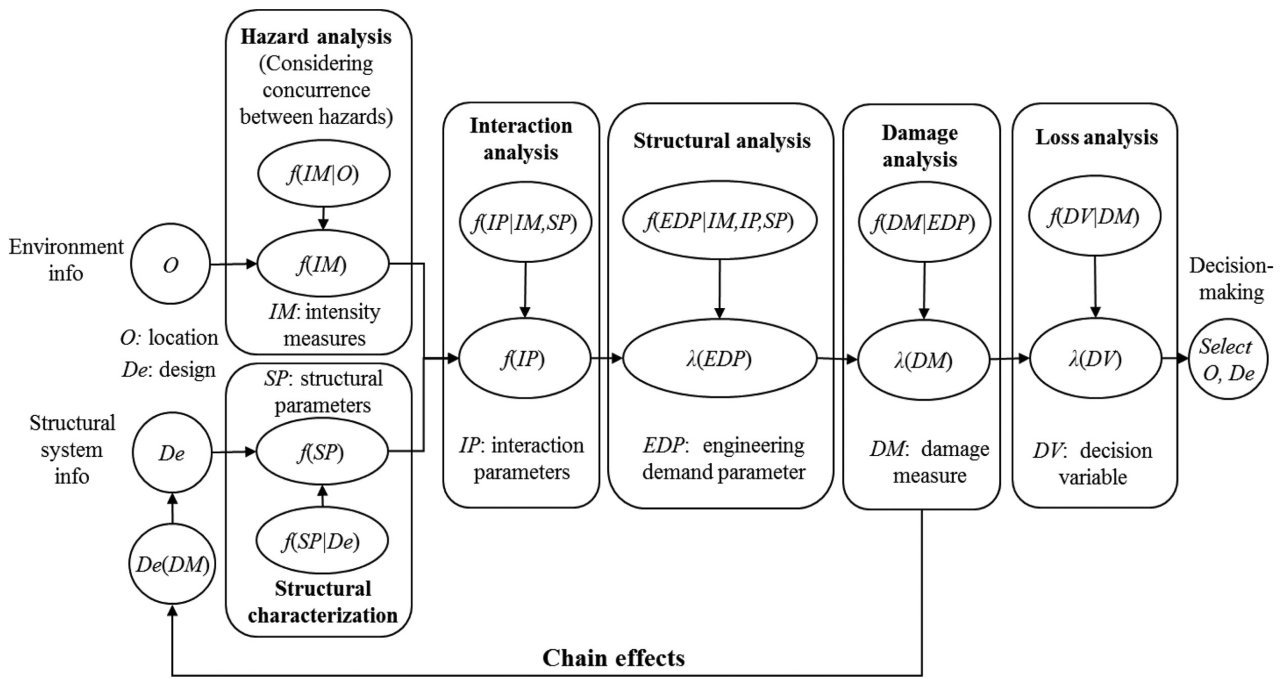 Hazard analysis
(Considering
concurrence
between hazards)
f(IM|O)
f(IM)
IM: intensity
measures
Environment
info
O
O: location
De: design
Structural
system
info
De
De(DM)
SP: structural
parameters
f(SP)
f(SP|De)
Structural
characterization
Interaction
analysis
f(IP|IM,SP)
f(IP)
IP: interaction
parameters
Structural analysis
f(EDP|IM,IP,SP)
λ(EDP)
EDP: engineering
demand parameter
Damage
analysis
f(DM|EDP)
λ(DM)
DM: damage
measure
Loss analysis
f(DV|DM)
λ(DV)
DV: decision
variable
Decision-
making
Select
O, De
Chain effects